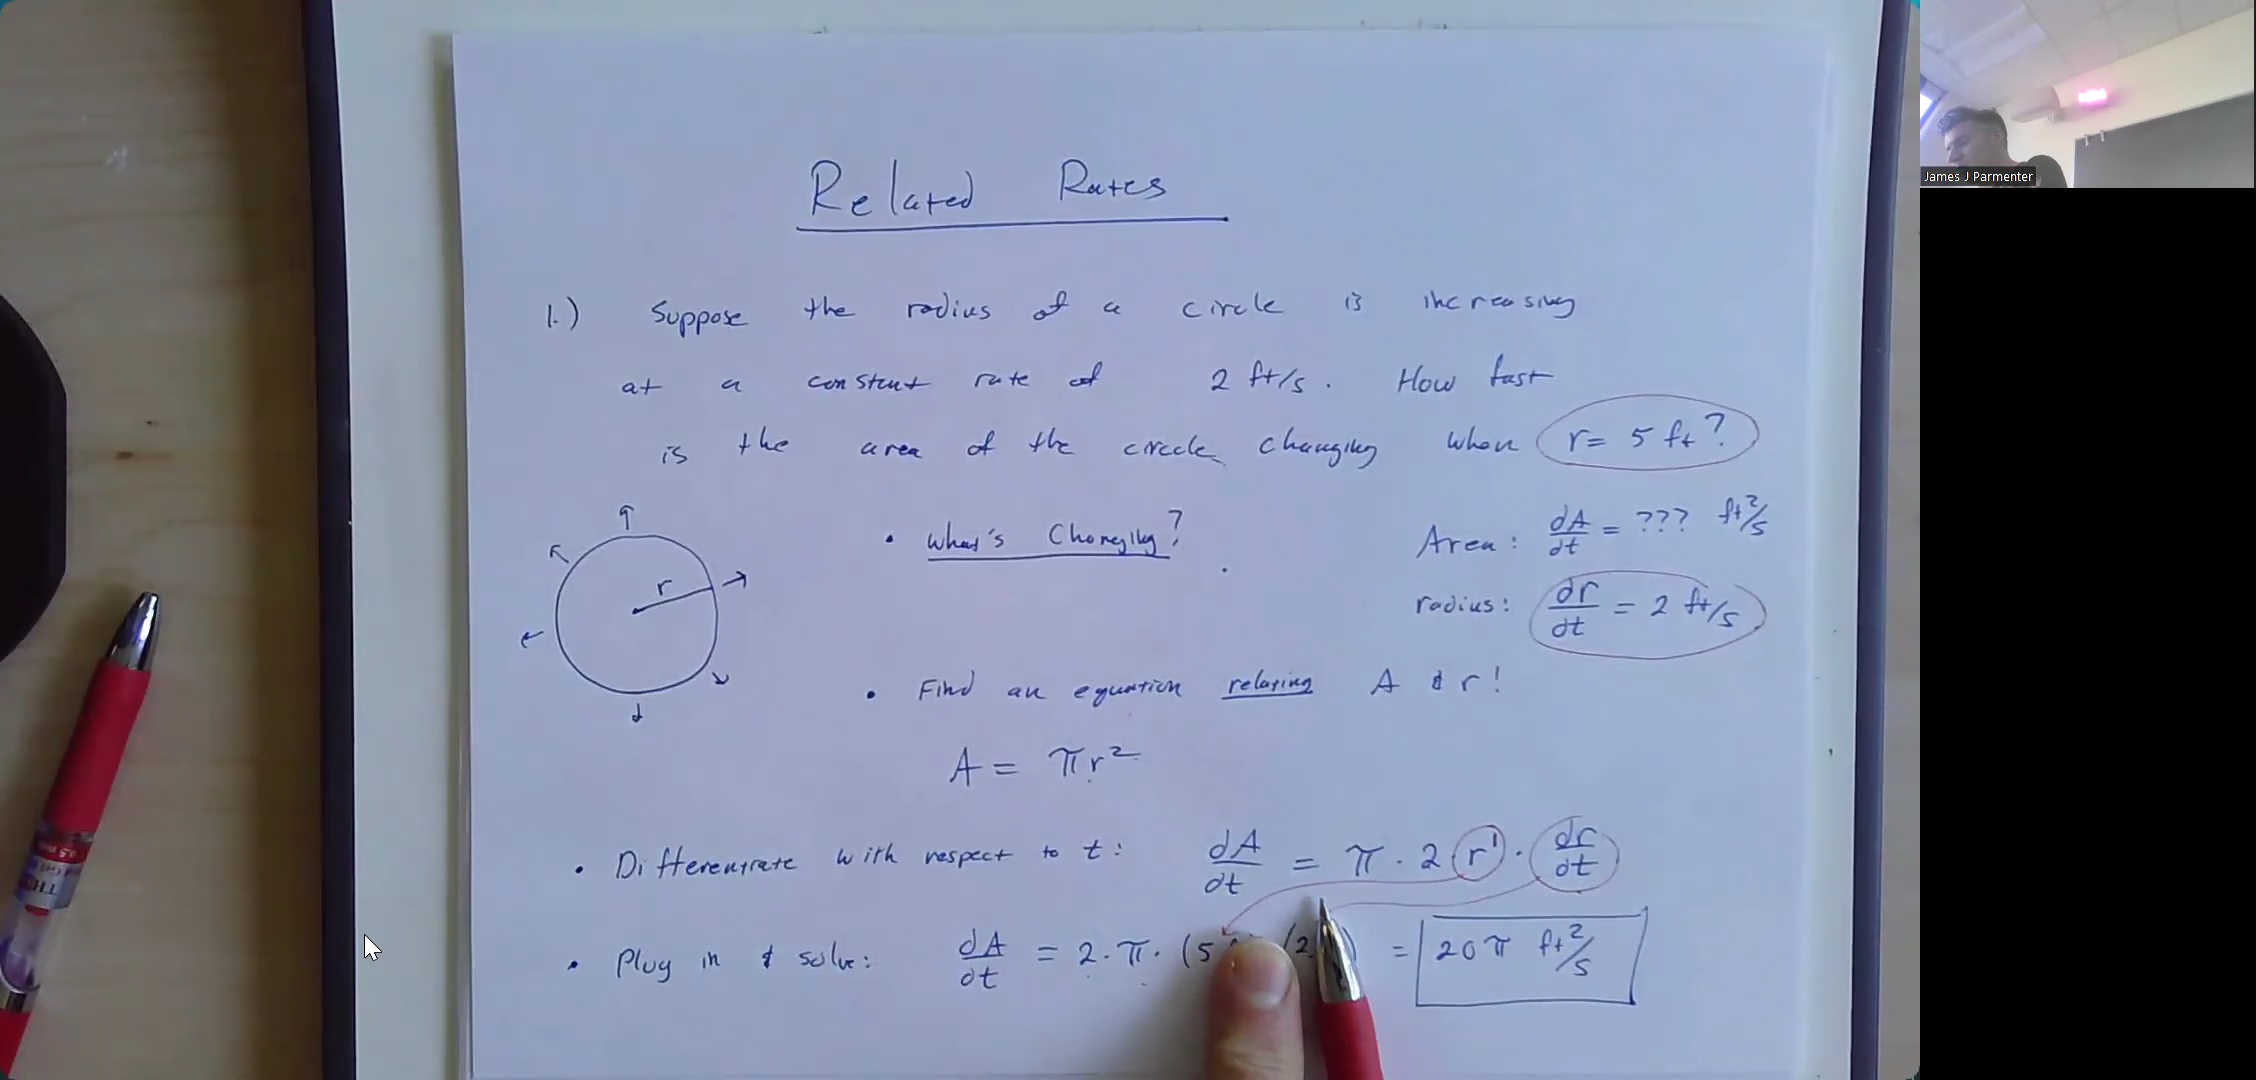 Related Rates
1.) Suppose the radius of a circle is increasing
at a constant rate of 2 ft/s. How fast
is the area of the circle changing when r= 5 ft?
• What's Changing?
Area: dA/dt = ??? ft²/s
radius: dr/dt = 2 ft/s
r
• Find an equation relating A & r!
A = πr²
• Differentiate with respect to t: dA/dt = π · 2 r¹ · dr/dt
• Plug in & solve: dA/dt = 2 · π · (5 (2 ) = 20π ft²/s
James J Parmenter